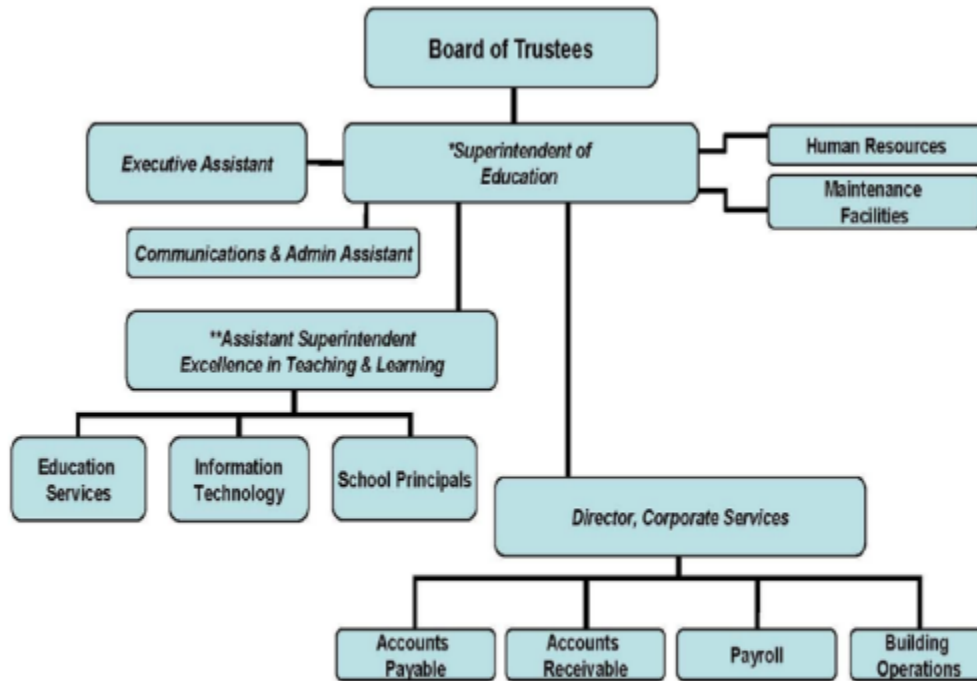 Board of Trustees
Executive Assistant
*Superintendent of
Education
Human Resources
Maintenance
Facilities
Communications & Admin Assistant
**Assistant Superintendent
Excellence in Teaching & Learning
Education
Services
Information
Technology
School Principals
Director, Corporate Services
Accounts
Payable
Accounts
Receivable
Payroll
Building
Operations